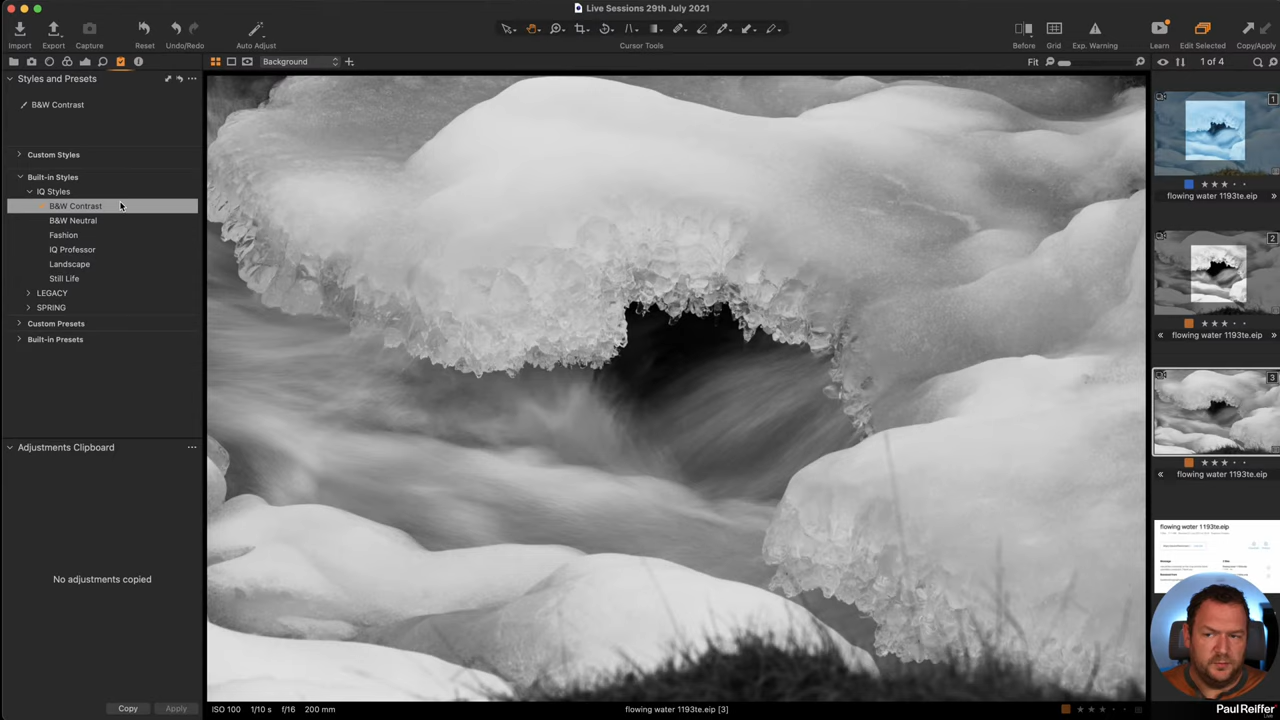 Live Sessions 29th July 2021
Import
Export
Capture
Reset
Undo/Redo
Auto Adjust
Cursor Tools
Before
Grid
Exp. Warning
Learn
Edit Selected
Copy/Apply
Background
Fit
1 of 4
Styles and Presets
B&W Contrast
Custom Styles
Built-in Styles
IQ Styles
B&W Contrast
B&W Neutral
Fashion
IQ Professor
Landscape
Still Life
LEGACY
SPRING
Custom Presets
Built-in Presets
Adjustments Clipboard
No adjustments copied
Copy
Apply
1
flowing water 1193te.eip
2
flowing water 1193te.eip
3
flowing water 1193te.eip
flowing water 1193te.eip
ISO 100 1/10 s f/16 200 mm
flowing water 1193te.eip [3]
Paul Reiffer
Live